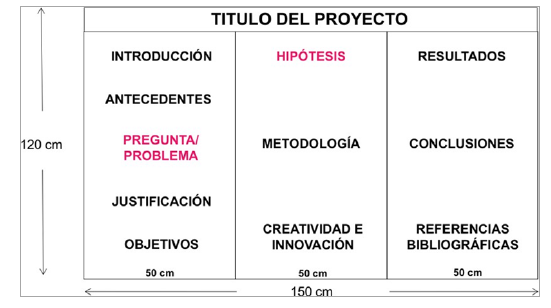 TITULO DEL PROYECTO
INTRODUCCIÓN
ANTECEDENTES
PREGUNTA/
PROBLEMA
JUSTIFICACIÓN
OBJETIVOS
50 cm
HIPÓTESIS
METODOLOGÍA
CREATIVIDAD E
INNOVACIÓN
50 cm
RESULTADOS
CONCLUSIONES
REFERENCIAS
BIBLIOGRÁFICAS
50 cm
120 cm
150 cm